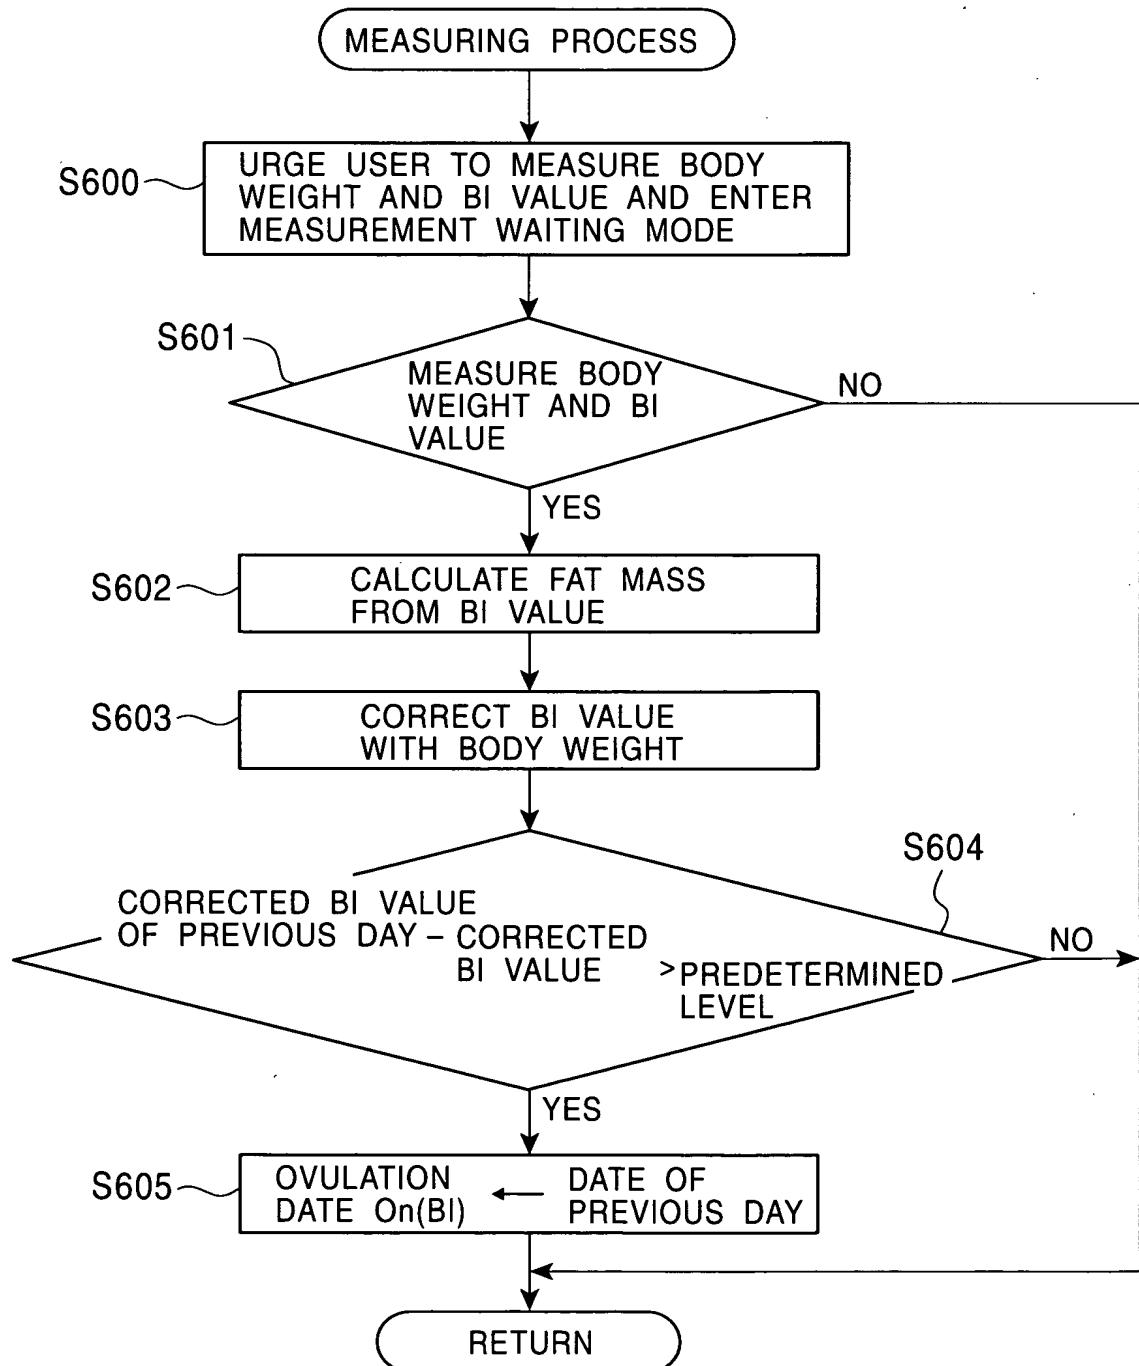 MEASURING PROCESS
S600
URGE USER TO MEASURE BODY
WEIGHT AND BI VALUE AND ENTER
MEASUREMENT WAITING MODE
S601
MEASURE BODY
WEIGHT AND BI
VALUE
NO
YES
S602
CALCULATE FAT MASS
FROM BI VALUE
S603
CORRECT BI VALUE
WITH BODY WEIGHT
S604
CORRECTED BI VALUE
OF PREVIOUS DAY – CORRECTED
BI VALUE > PREDETERMINED
LEVEL
NO
YES
S605
OVULATION
DATE On(BI)
←
DATE OF
PREVIOUS DAY
RETURN